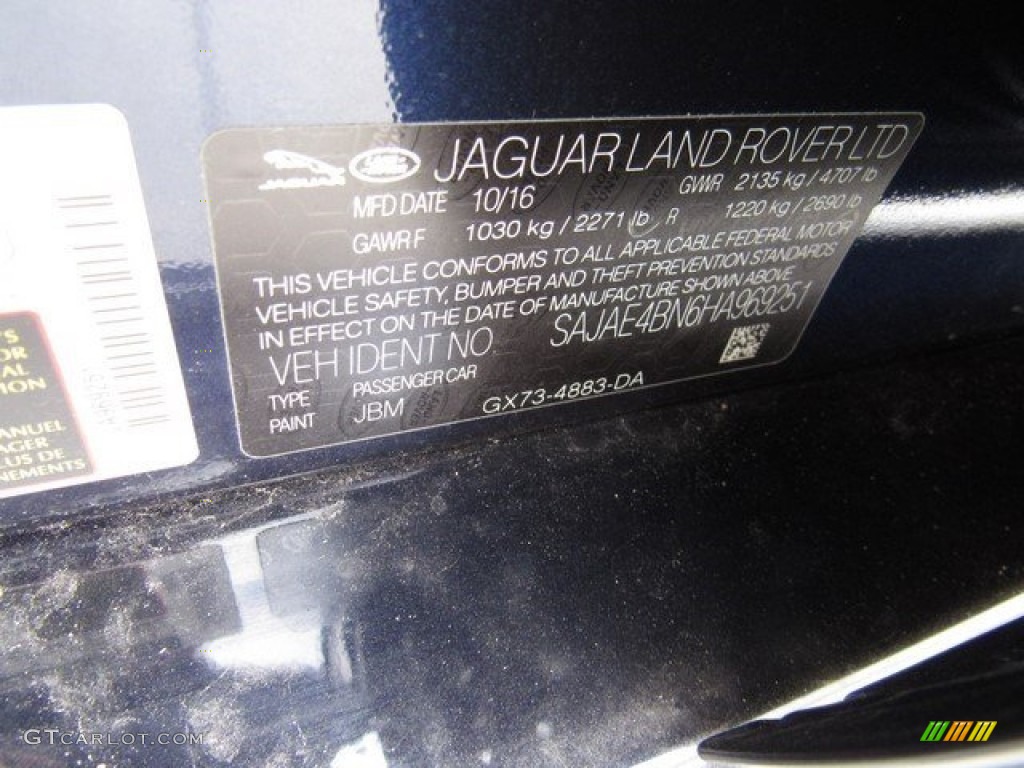 JAGUAR LAND ROVER LTD
JAGUAR
MFD DATE 10/16 GVWR 2135 kg / 4707 lb
GAWR F 1030 kg / 2271 lb R 1220 kg / 2690 lb
THIS VEHICLE CONFORMS TO ALL APPLICABLE FEDERAL MOTOR
VEHICLE SAFETY, BUMPER AND THEFT PREVENTION STANDARDS
IN EFFECT ON THE DATE OF MANUFACTURE SHOWN ABOVE.
VEH IDENT NO SAJAE4BN6HA969251
TYPE PASSENGER CAR
PAINT JBM GX73-4883-DA
MANUEL
PLUS DE
GTCARLOT.COM